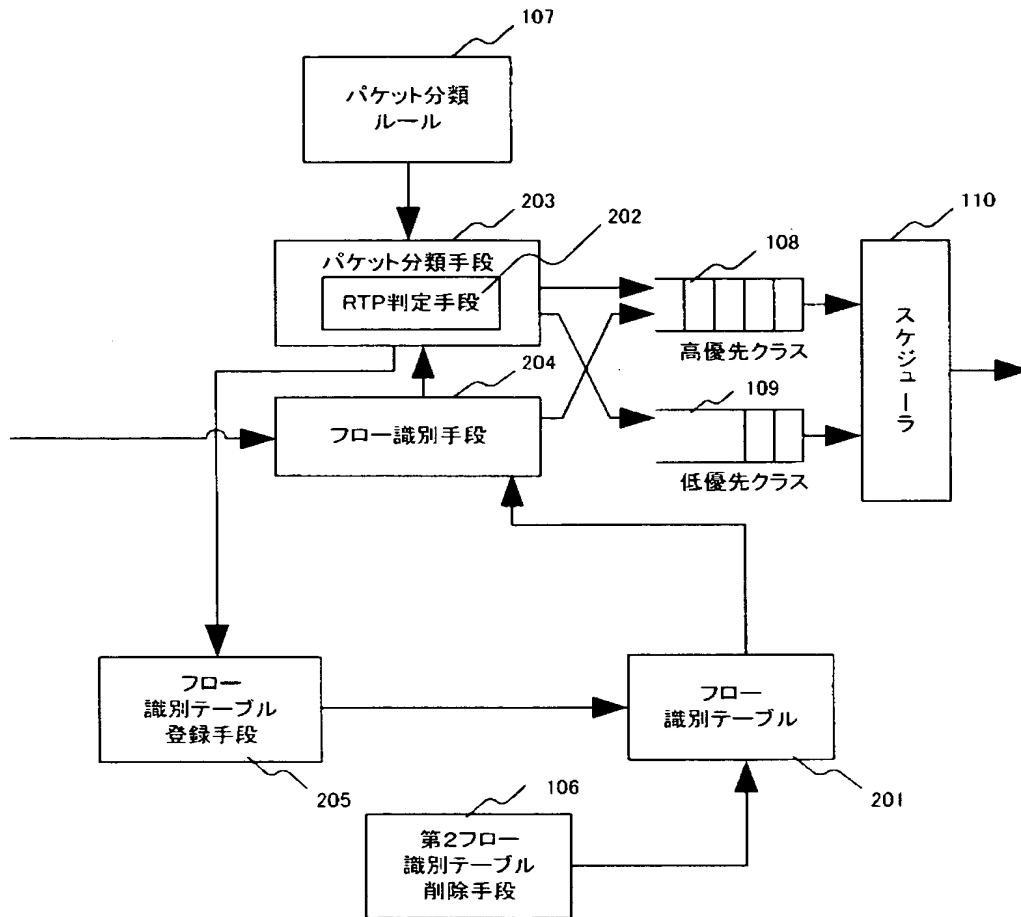 107
パケット分類
ルール
203
202
110
パケット分類手段
108
RTP判定手段
高優先クラス
スケジューラ
204
109
フロー識別手段
低優先クラス
フロー
識別テーブル
登録手段
フロー
識別テーブル
205
106
201
第2フロー
識別テーブル
削除手段